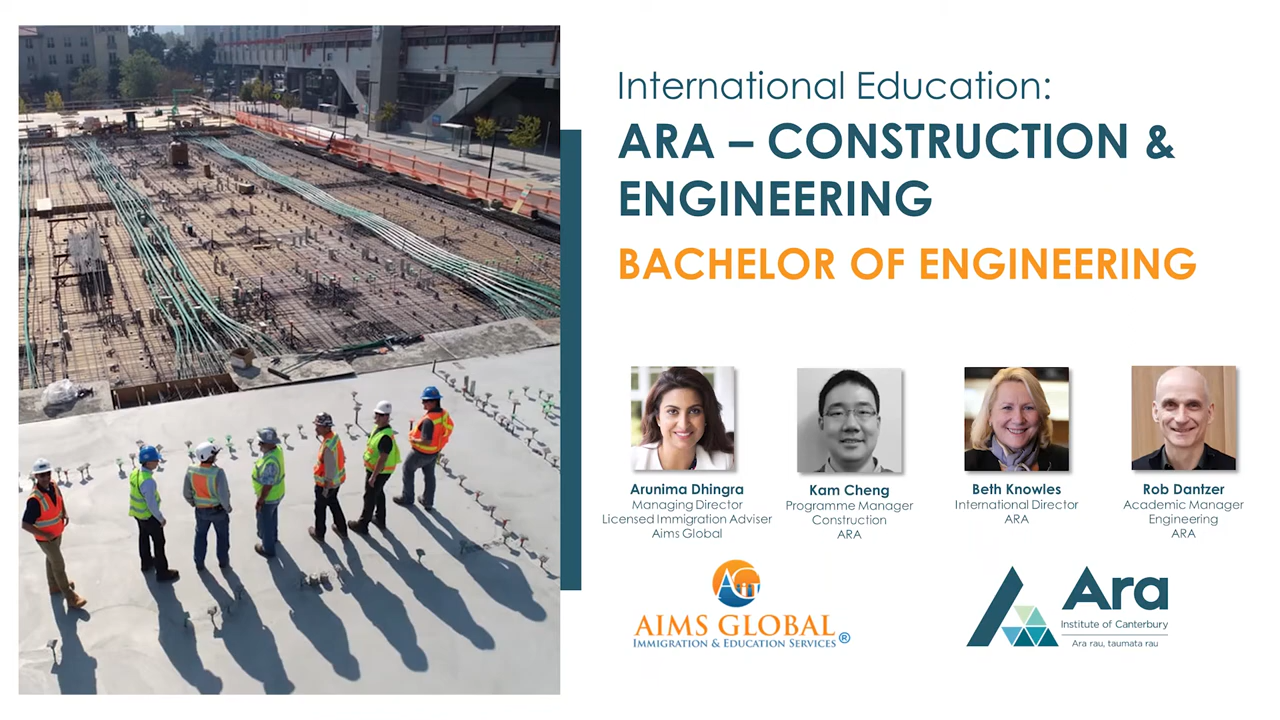 International Education:
ARA – CONSTRUCTION &
ENGINEERING
BACHELOR OF ENGINEERING
Arunima Dhingra
Managing Director
Licensed Immigration Adviser
Aims Global
Kam Cheng
Programme Manager
Construction
ARA
Beth Knowles
International Director
ARA
Rob Dantzer
Academic Manager
Engineering
ARA
AIMS GLOBAL®
IMMIGRATION & EDUCATION SERVICES
Ara
Institute of Canterbury
Ara rau, taumata rau